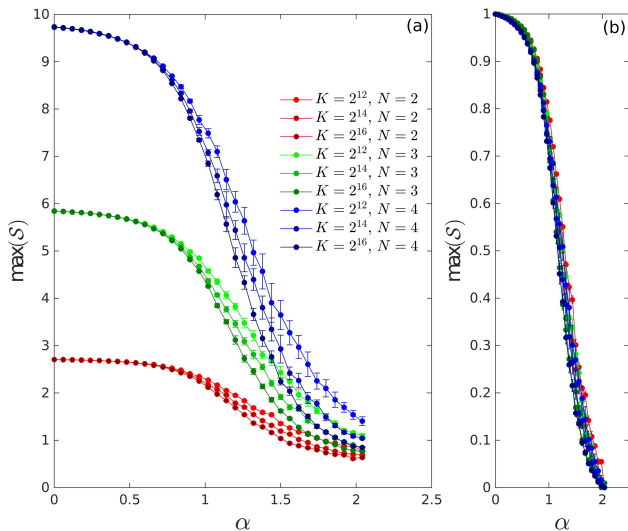 (a)
10
9
8
7
6
5
4
3
2
1
0
max(𝒮)
0 0.5 1 1.5 2 2.5
α
K = 2^12, N = 2
K = 2^14, N = 2
K = 2^16, N = 2
K = 2^12, N = 3
K = 2^14, N = 3
K = 2^16, N = 3
K = 2^12, N = 4
K = 2^14, N = 4
K = 2^16, N = 4
(b)
1
0.9
0.8
0.7
0.6
0.5
0.4
0.3
0.2
0.1
0
max(𝒮)
0 1 2 3
α